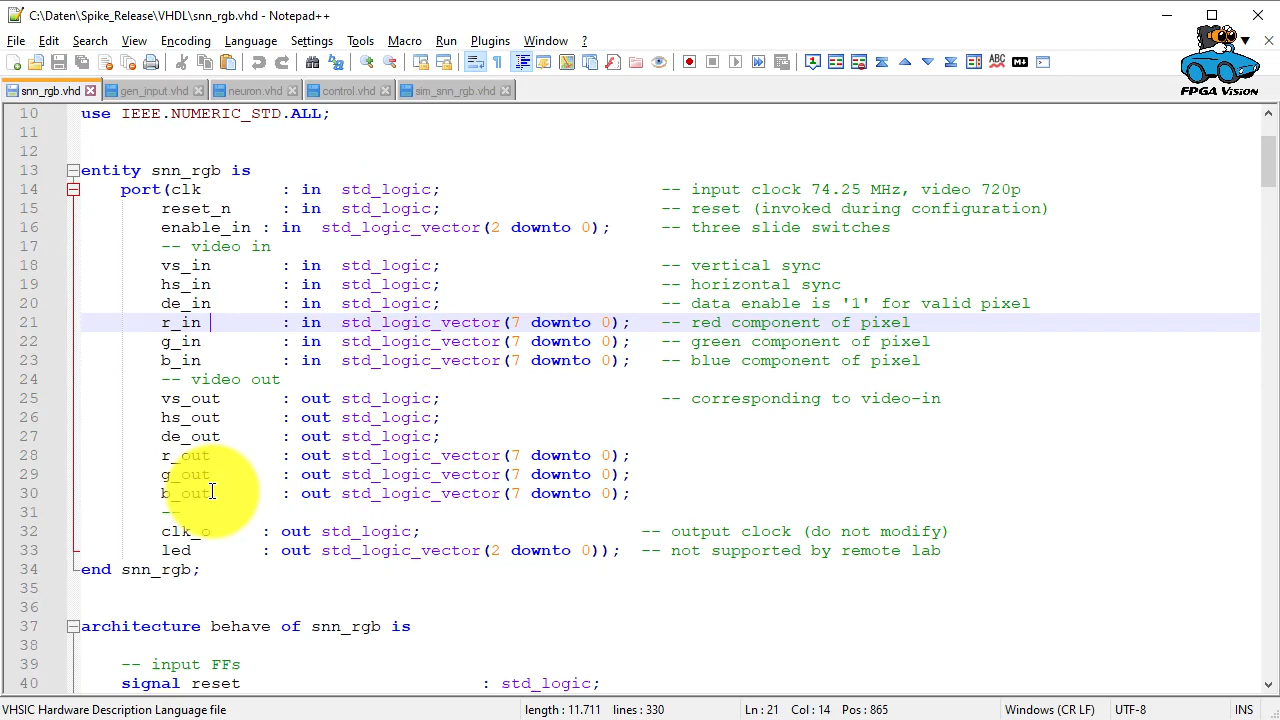 C:\Daten\Spike_Release\VHDL\snn_rgb.vhd - Notepad++
File Edit Search View Encoding Language Settings Tools Macro Run Plugins Window ?
ABC
FPGA Vision
snn_rgb.vhd gen_input.vhd neuron.vhd control.vhd sim_snn_rgb.vhd
10 use IEEE.NUMERIC_STD.ALL;
11
12
13 entity snn_rgb is
14 port(clk : in std_logic; -- input clock 74.25 MHz, video 720p
15 reset_n : in std_logic; -- reset (invoked during configuration)
16 enable_in : in std_logic_vector(2 downto 0); -- three slide switches
17 -- video in
18 vs_in : in std_logic; -- vertical sync
19 hs_in : in std_logic; -- horizontal sync
20 de_in : in std_logic; -- data enable is '1' for valid pixel
21 r_in : in std_logic_vector(7 downto 0); -- red component of pixel
22 g_in : in std_logic_vector(7 downto 0); -- green component of pixel
23 b_in : in std_logic_vector(7 downto 0); -- blue component of pixel
24 -- video out
25 vs_out : out std_logic; -- corresponding to video-in
26 hs_out : out std_logic;
27 de_out : out std_logic;
28 r_out : out std_logic_vector(7 downto 0);
29 g_out : out std_logic_vector(7 downto 0);
30 b_out : out std_logic_vector(7 downto 0);
31 --
32 clk_o : out std_logic; -- output clock (do not modify)
33 led : out std_logic_vector(2 downto 0)); -- not supported by remote lab
34 end snn_rgb;
35
36
37 architecture behave of snn_rgb is
38
39 -- input FFs
40 signal reset : std_logic;
VHSIC Hardware Description Language file length : 11.711 lines : 330 Ln : 21 Col : 14 Pos : 865 Windows (CR LF) UTF-8 INS